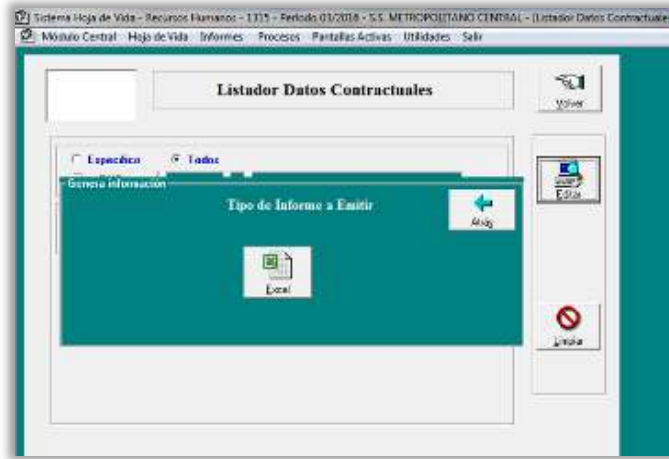 Sistema Hoja de Vida - Recursos Humanos - 1315 - Periodo 01/2018 - S.S. METROPOLITANO CENTRAL - [Listador Datos Contractuale
Módulo Central Hoja de Vida Informes Procesos Pantallas Activas Utilidades Salir
Listador Datos Contractuales
Volver
Específico Todos
Genera información
Tipo de Informe a Emitir
Atrás
Excel
Editar
Limpiar